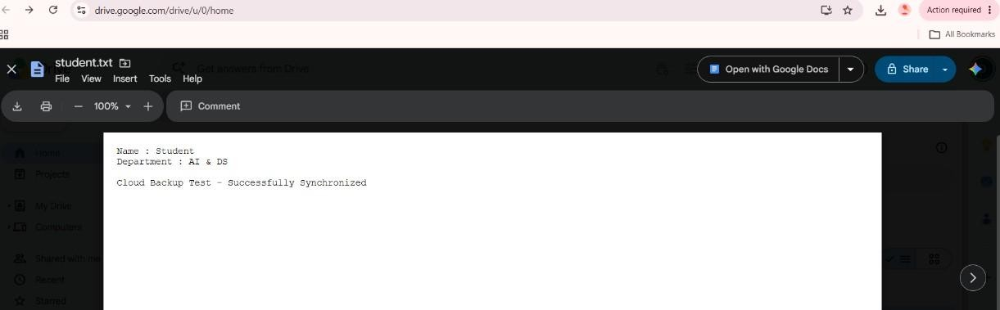 drive.google.com/drive/u/0/home
Action required
All Bookmarks
student.txt
Drive
Get answers from Drive
File View Insert Tools Help
Open with Google Docs
Share
100%
Comment
Name : Student
Department : AI & DS
Cloud Backup Test - Successfully Synchronized
Home
Projects
My Drive
Computers
Shared with me
Recent
Starred